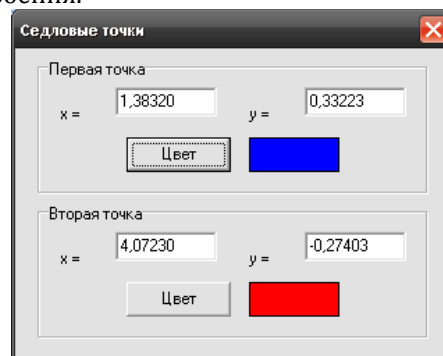 Седловые точки
Первая точка
x = 1,38320 y = 0,33223
Цвет
Вторая точка
x = 4,07230 y = -0,27403
Цвет